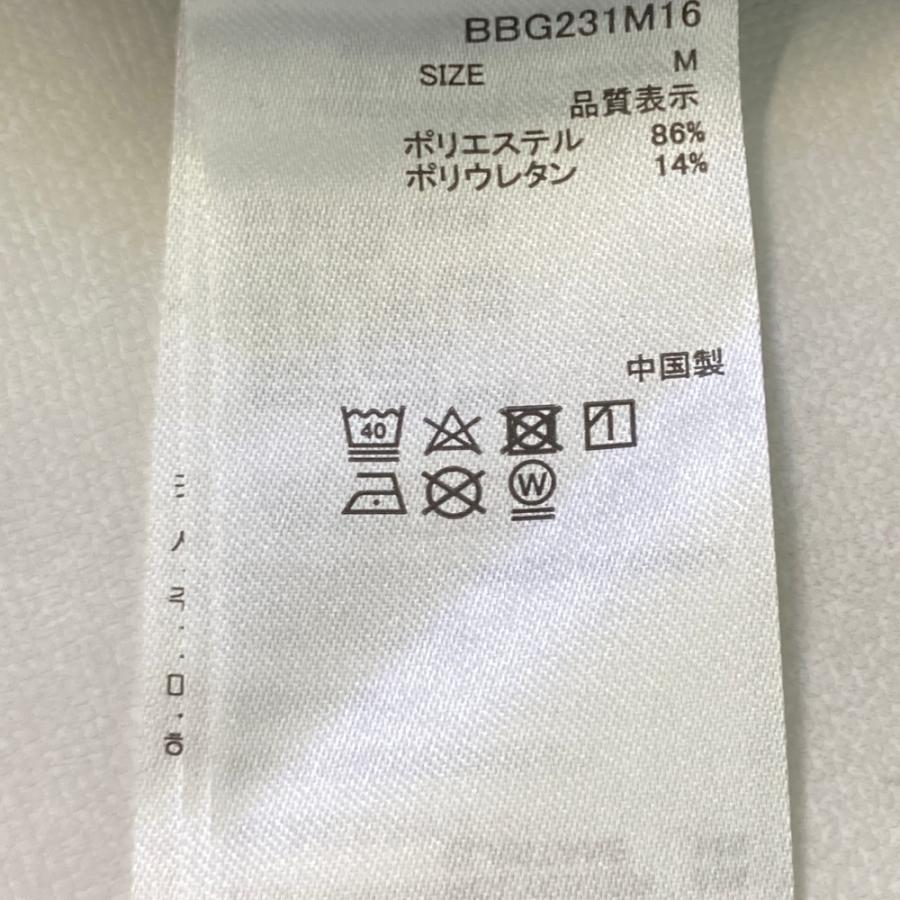 BBG231M16
SIZE M
品質表示
ポリエステル 86%
ポリウレタン 14%
中国製
40
W